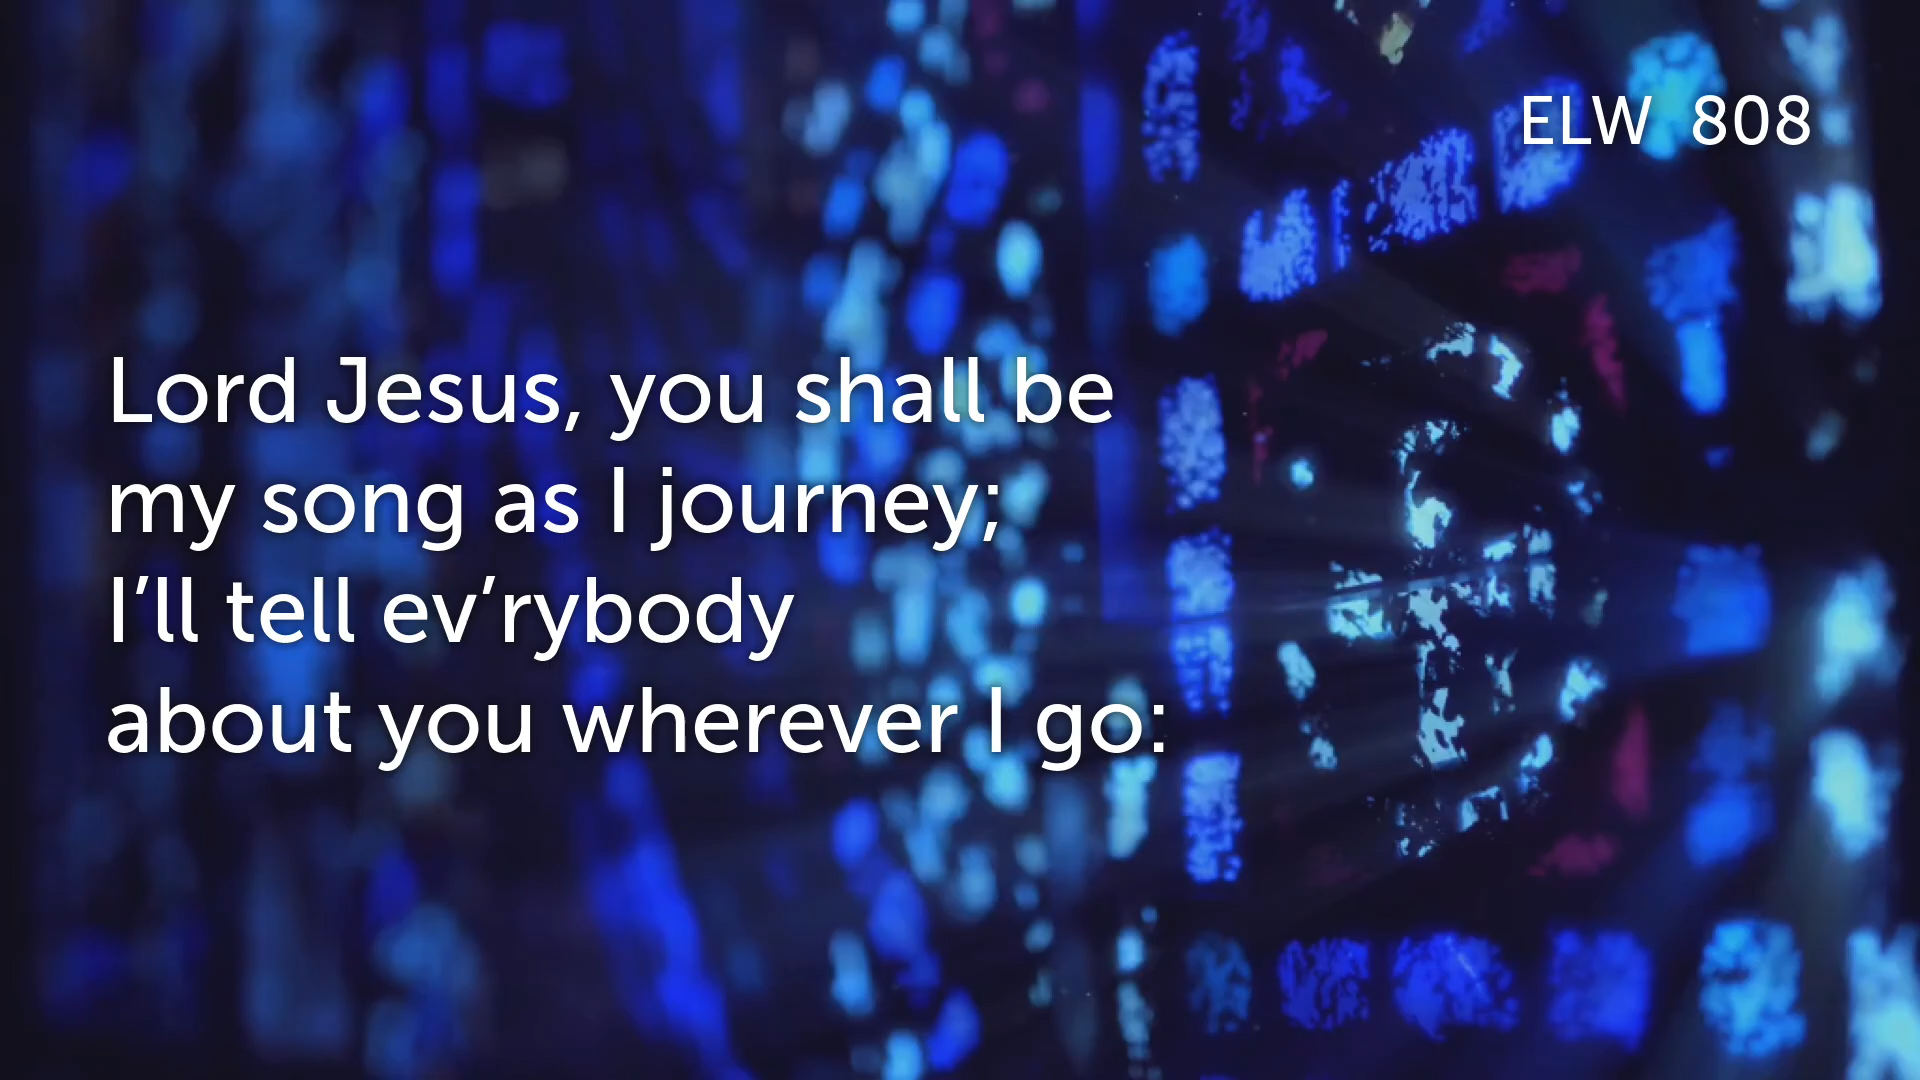 ELW 808
Lord Jesus, you shall be
my song as I journey;
I’ll tell ev’rybody
about you wherever I go: